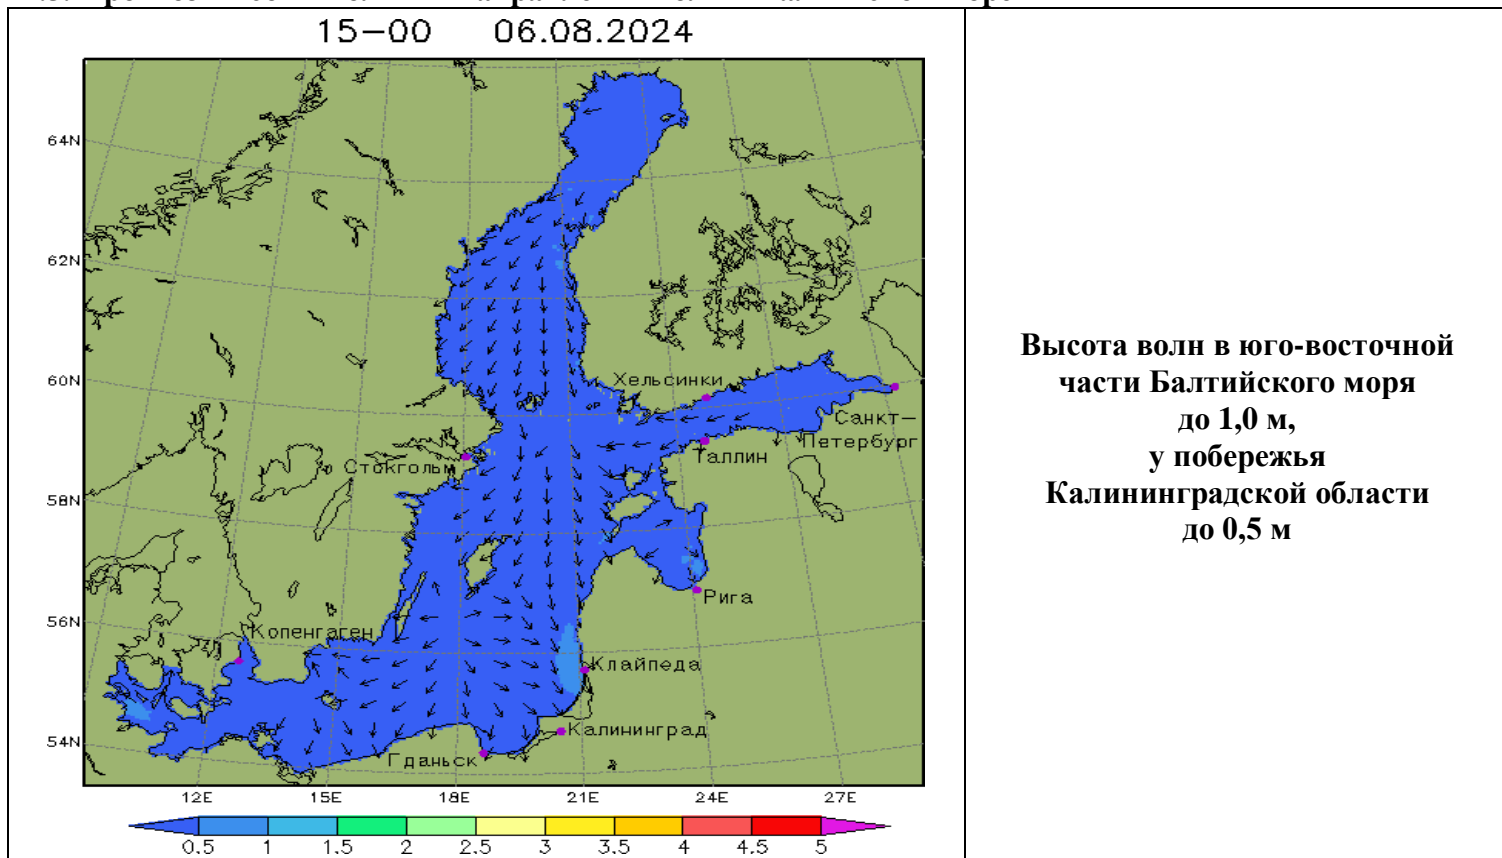 15-00 06.08.2024
64N
62N
60N
58N
56N
54N
12E 15E 18E 21E 24E 27E
Хельсинки
Санкт-
Петербург
Таллин
Стокгольм
Рига
Копенгаген
Клайпеда
Калининград
Гданьск
0,5 1 1,5 2 2,5 3 3,5 4 4,5 5
Высота волн в юго-восточной
части Балтийского моря
до 1,0 м,
у побережья
Калининградской области
до 0,5 м